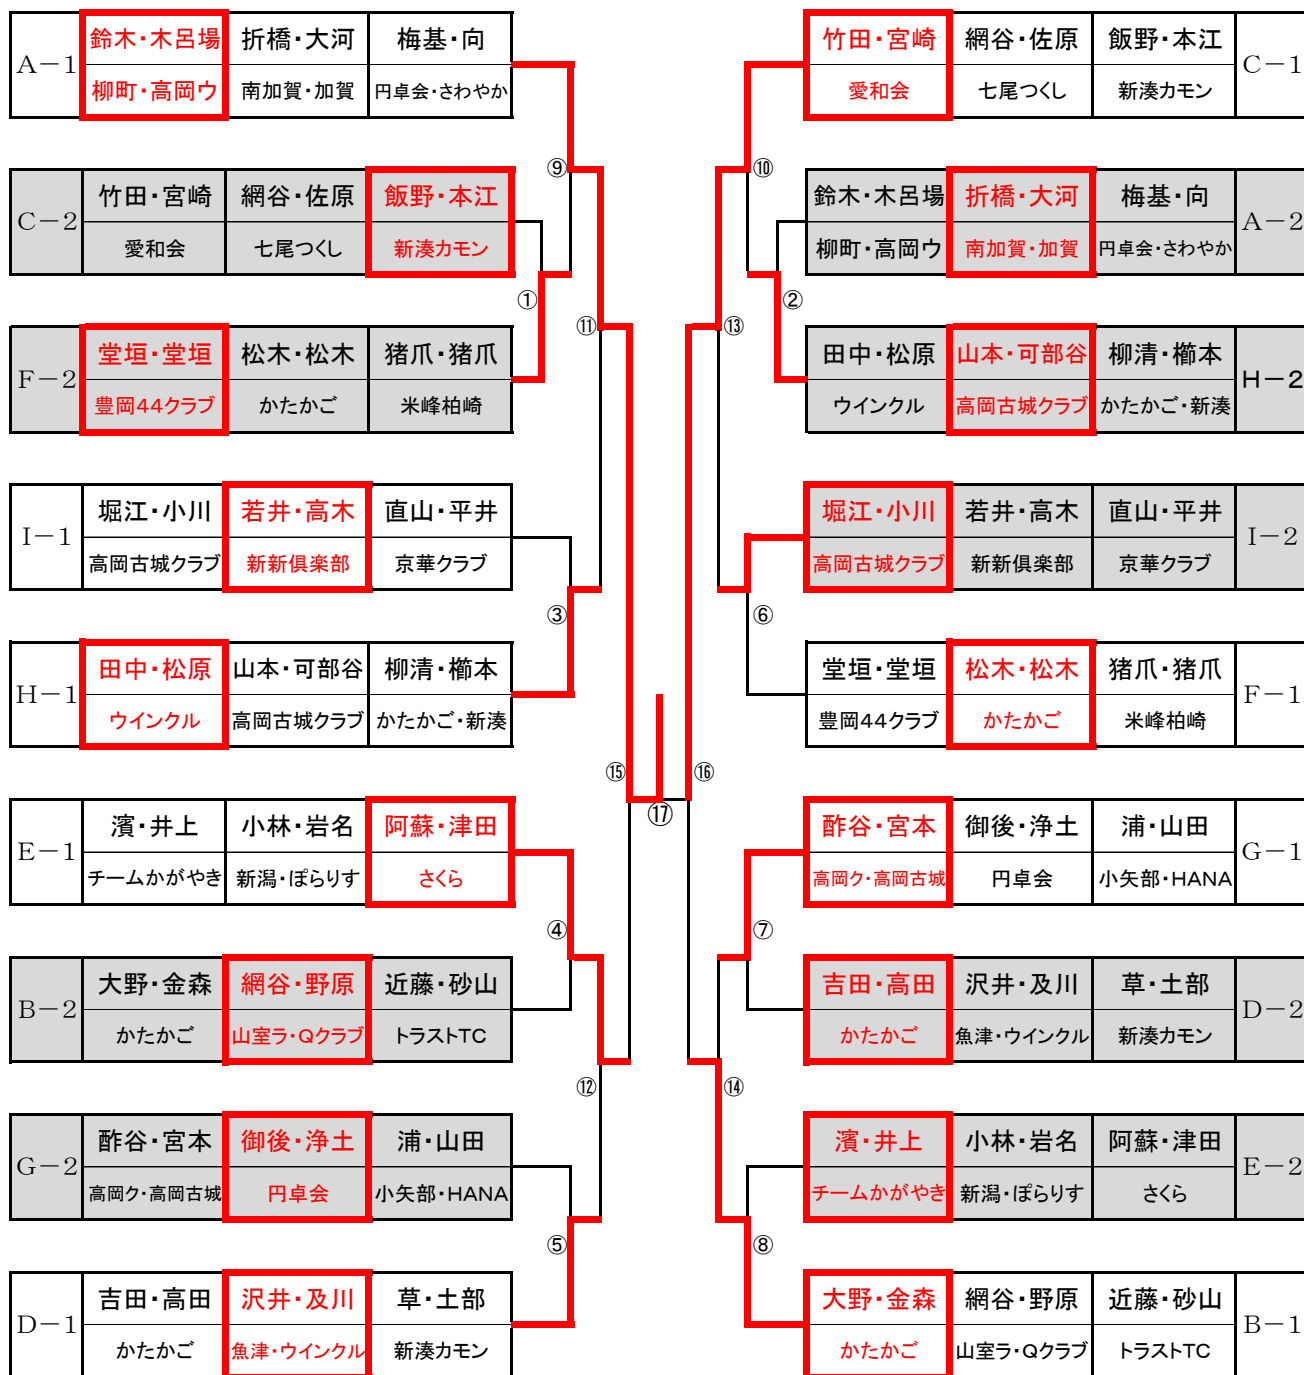 A-1 鈴木・木呂場 折橋・大河 梅基・向
柳町・高岡ウ 南加賀・加賀 円卓会・さわやか
竹田・宮崎 網谷・佐原 飯野・本江 C-1
愛和会 七尾つくし 新湊カモン
⑨ ⑩
C-2 竹田・宮崎 網谷・佐原 飯野・本江
愛和会 七尾つくし 新湊カモン
鈴木・木呂場 折橋・大河 梅基・向 A-2
柳町・高岡ウ 南加賀・加賀 円卓会・さわやか
① ②
⑪ ⑬
F-2 堂垣・堂垣 松木・松木 猪爪・猪爪
豊岡44クラブ かたかご 米峰柏崎
田中・松原 山本・可部谷 柳清・櫛本 H-2
ウインクル 高岡古城クラブ かたかご・新湊
I-1 堀江・小川 若井・高木 直山・平井
高岡古城クラブ 新新倶楽部 京華クラブ
堀江・小川 若井・高木 直山・平井 I-2
高岡古城クラブ 新新倶楽部 京華クラブ
③ ⑥
H-1 田中・松原 山本・可部谷 柳清・櫛本
ウインクル 高岡古城クラブ かたかご・新湊
堂垣・堂垣 松木・松木 猪爪・猪爪 F-1
豊岡44クラブ かたかご 米峰柏崎
⑮ ⑯
⑰
E-1 濱・井上 小林・岩名 阿蘇・津田
チームかがやき 新潟・ぽらりす さくら
酢谷・宮本 御後・浄土 浦・山田 G-1
高岡ク・高岡古城 円卓会 小矢部・HANA
④ ⑦
B-2 大野・金森 網谷・野原 近藤・砂山
かたかご 山室ラ・Qクラブ トラストTC
吉田・高田 沢井・及川 草・土部 D-2
かたかご 魚津・ウインクル 新湊カモン
⑫ ⑭
G-2 酢谷・宮本 御後・浄土 浦・山田
高岡ク・高岡古城 円卓会 小矢部・HANA
濱・井上 小林・岩名 阿蘇・津田 E-2
チームかがやき 新潟・ぽらりす さくら
⑤ ⑧
D-1 吉田・高田 沢井・及川 草・土部
かたかご 魚津・ウインクル 新湊カモン
大野・金森 網谷・野原 近藤・砂山 B-1
かたかご 山室ラ・Qクラブ トラストTC